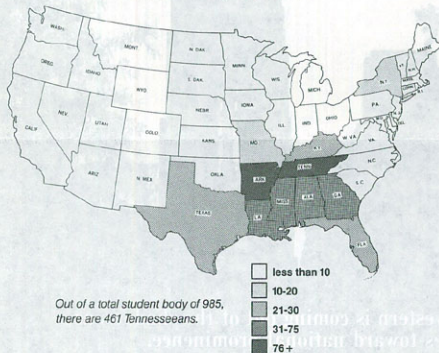 WASH.
MONT.
N. DAK.
MINN.
MAINE
OREG.
IDAHO
S. DAK.
WIS.
MICH.
N.Y.
WYO.
IOWA
PA.
NEV.
UTAH
COLO.
NEBR.
ILL.
IND.
OHIO
CALIF.
KANS.
MO.
KY.
W. VA.
VA.
ARIZ.
N. MEX.
OKLA.
ARK.
TENN.
N.C.
S.C.
TEXAS
LA.
MISS.
ALA.
GA.
FLA.
Out of a total student body of 985,
there are 461 Tennesseeans.
less than 10
10-20
21-30
31-75
76 +